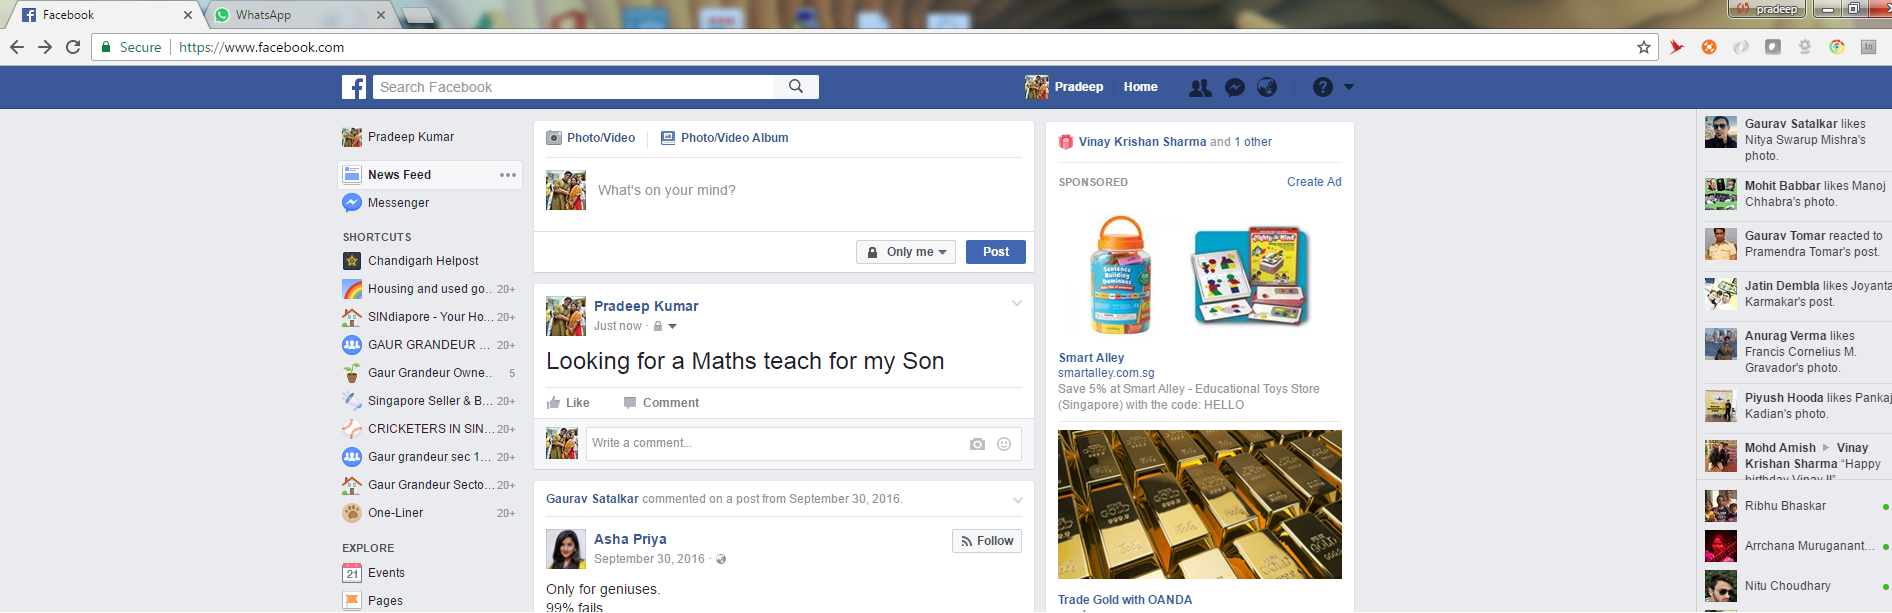 Facebook
WhatsApp
pradeep
Secure
https://www.facebook.com
Search Facebook
Pradeep
Home
Pradeep Kumar
News Feed
Messenger
SHORTCUTS
Chandigarh Helpost
Housing and used go... 20+
SINdiapore - Your Ho... 20+
GAUR GRANDEUR ... 20+
Gaur Grandeur Owne... 5
Singapore Seller & B... 20+
CRICKETERS IN SIN... 20+
Gaur grandeur sec 1... 20+
Gaur Grandeur Secto... 20+
One-Liner 20+
EXPLORE
21 Events
Pages
Photo/Video
Photo/Video Album
What's on your mind?
Only me
Post
Pradeep Kumar
Just now ·
Looking for a Maths teach for my Son
Like Comment
Write a comment...
Gaurav Satalkar commented on a post from September 30, 2016.
Asha Priya
September 30, 2016 ·
Follow
Only for geniuses.
99% fails
Vinay Krishan Sharma and 1 other
SPONSORED
Create Ad
Sentence
Building
Dominoes
Smart Alley
smartalley.com.sg
Save 5% at Smart Alley - Educational Toys Store
(Singapore) with the code: HELLO
Trade Gold with OANDA
Gaurav Satalkar likes
Nitya Swarup Mishra's
photo.
Mohit Babbar likes Manoj
Chhabra's photo.
Gaurav Tomar reacted to
Pramendra Tomar's post.
Jatin Dembla likes Joyanta
Karmakar's post.
Anurag Verma likes
Francis Cornelius M.
Gravador's photo.
Piyush Hooda likes Pankaj
Kadian's photo.
Mohd Amish ▶ Vinay
Krishan Sharma “Happy
birthday Vinay JI”
Ribhu Bhaskar
Arrchana Muruganant...
Nitu Choudhary